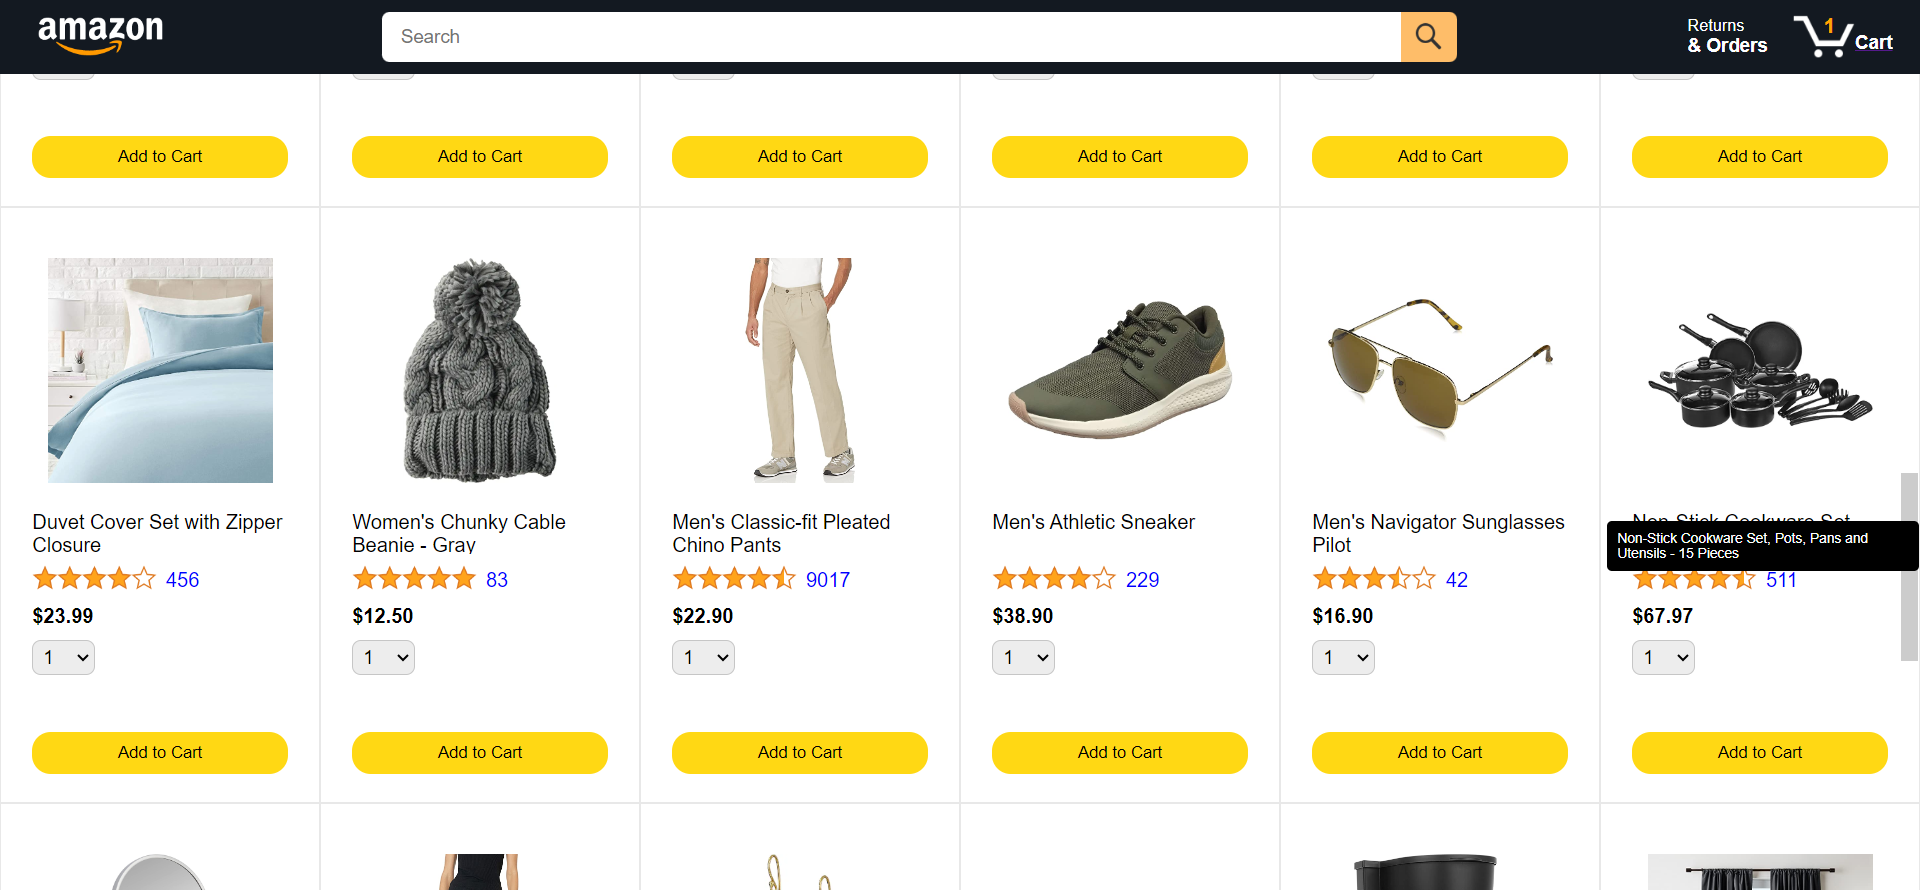 amazon
Search
Returns
& Orders
1
Cart
Add to Cart
Add to Cart
Add to Cart
Add to Cart
Add to Cart
Add to Cart
Duvet Cover Set with Zipper
Closure
456
$23.99
1
Add to Cart
Women's Chunky Cable
Beanie - Gray
83
$12.50
1
Add to Cart
Men's Classic-fit Pleated
Chino Pants
9017
$22.90
1
Add to Cart
Men's Athletic Sneaker
229
$38.90
1
Add to Cart
Men's Navigator Sunglasses
Pilot
42
$16.90
1
Add to Cart
Non-Stick Cookware Set
Non-Stick Cookware Set, Pots, Pans and
Utensils - 15 Pieces
511
$67.97
1
Add to Cart